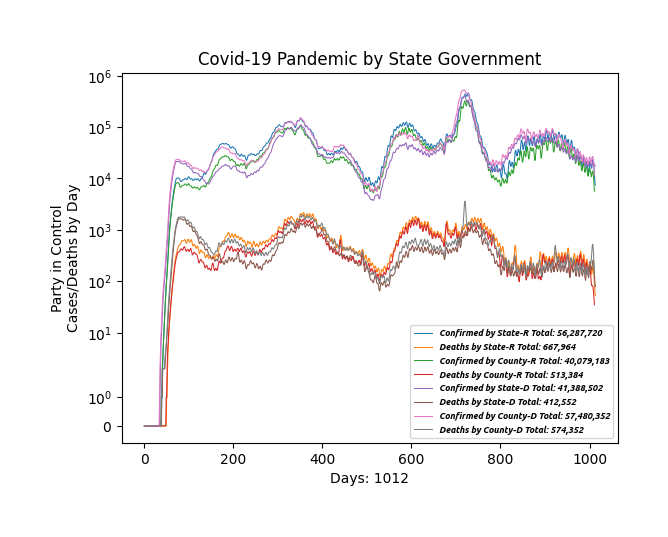 Covid-19 Pandemic by State Government
Party in Control
Cases/Deaths by Day
10^6
10^5
10^4
10^3
10^2
10^1
10^0
0
Confirmed by State-R Total: 56,287,720
Deaths by State-R Total: 667,964
Confirmed by County-R Total: 40,079,183
Deaths by County-R Total: 513,384
Confirmed by State-D Total: 41,388,502
Deaths by State-D Total: 412,552
Confirmed by County-D Total: 57,480,352
Deaths by County-D Total: 574,352
0 200 400 600 800 1000
Days: 1012